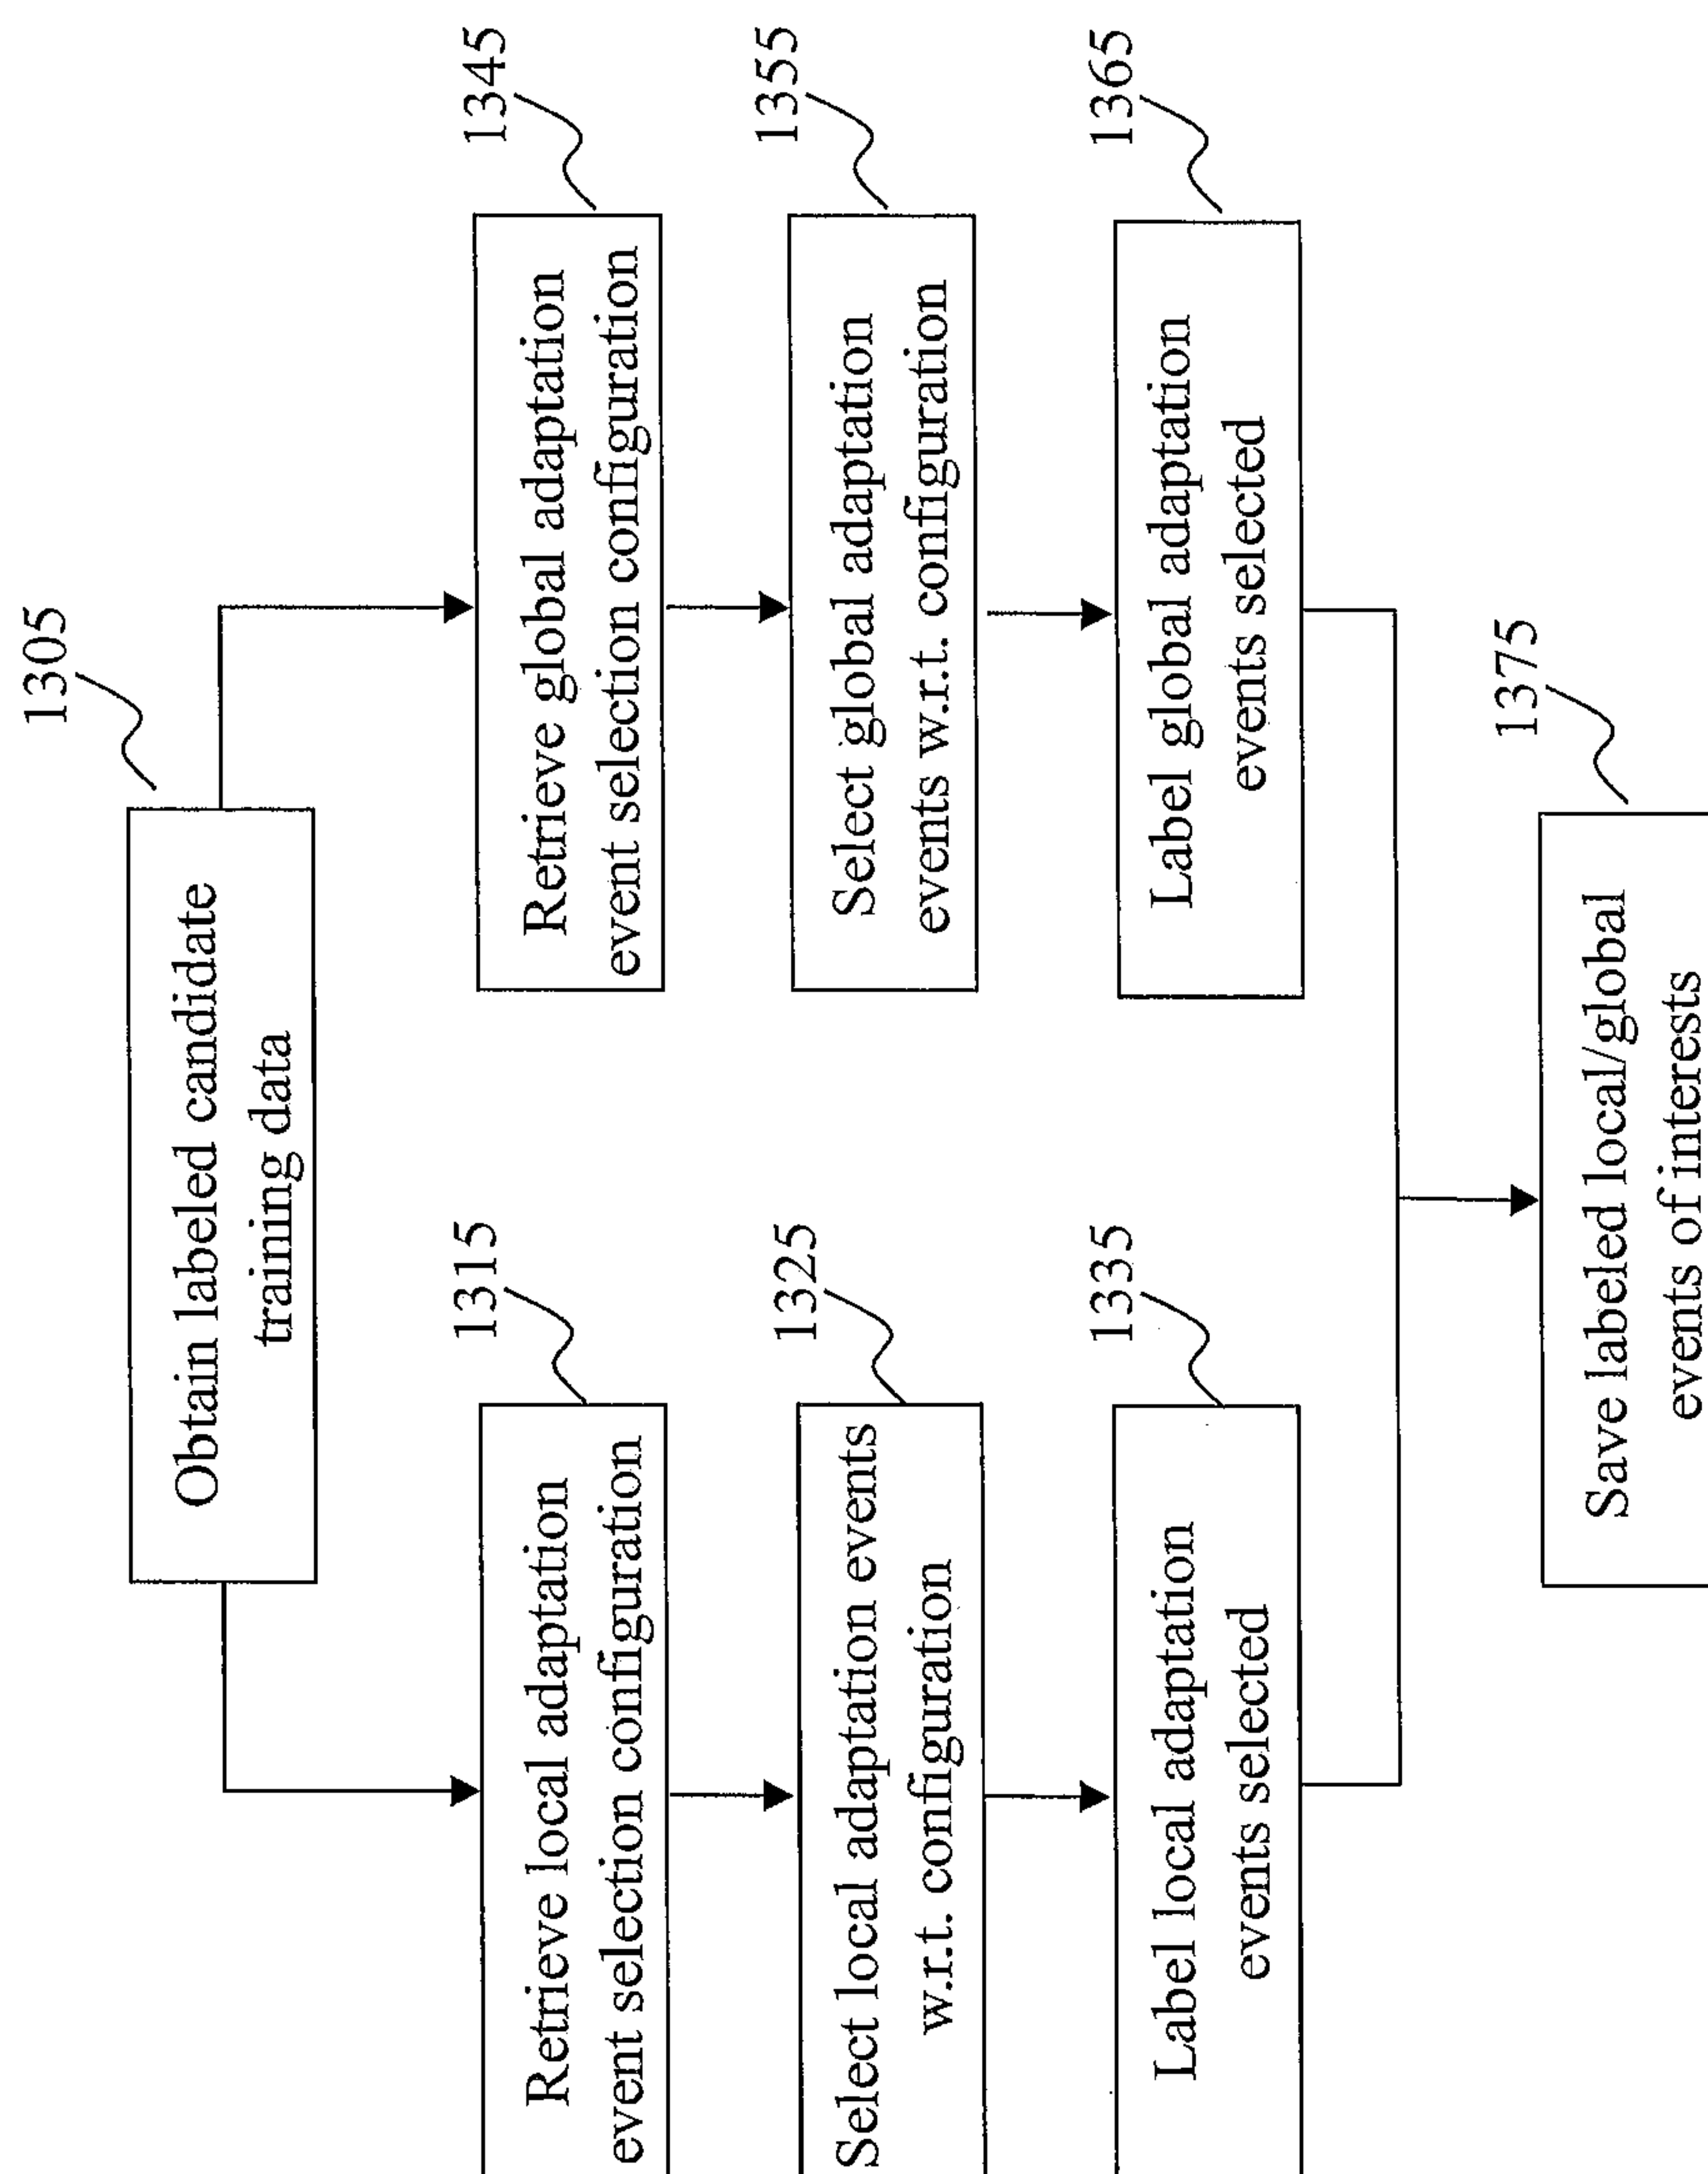 1305
Obtain labeled candidate
training data
1315
Retrieve local adaptation
event selection configuration
1325
Select local adaptation events
w.r.t. configuration
1335
Label local adaptation
events selected
1345
Retrieve global adaptation
event selection configuration
1355
Select global adaptation
events w.r.t. configuration
1365
Label global adaptation
events selected
1375
Save labeled local/global
events of interests